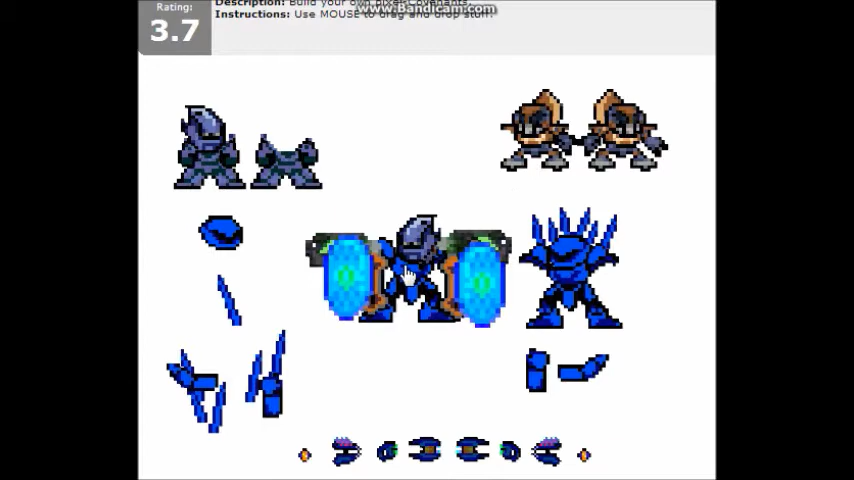 Rating:
3.7
Description: Build your own pixel Covenants.
Instructions: Use MOUSE to drag and drop stuff.
www.Bandicam.com